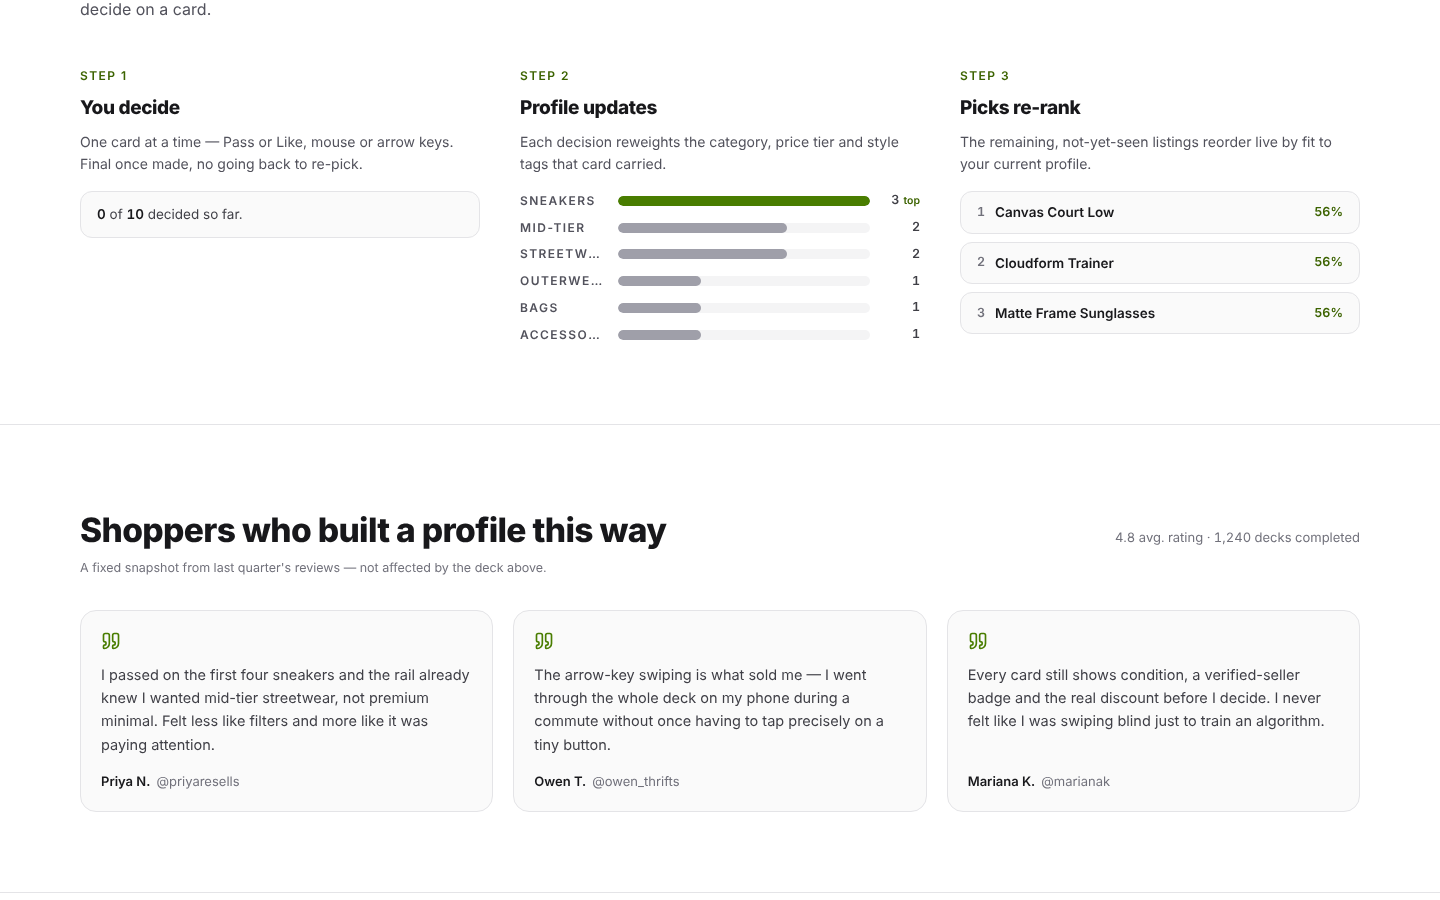 decide on a card.
STEP 1
You decide
One card at a time — Pass or Like, mouse or arrow keys.
Final once made, no going back to re-pick.
0 of 10 decided so far.
STEP 2
Profile updates
Each decision reweights the category, price tier and style
tags that card carried.
SNEAKERS 3 top
MID-TIER 2
STREETW... 2
OUTERWE... 1
BAGS 1
ACCESSO... 1
STEP 3
Picks re-rank
The remaining, not-yet-seen listings reorder live by fit to
your current profile.
1 Canvas Court Low 56%
2 Cloudform Trainer 56%
3 Matte Frame Sunglasses 56%
Shoppers who built a profile this way
4.8 avg. rating · 1,240 decks completed
A fixed snapshot from last quarter's reviews — not affected by the deck above.
I passed on the first four sneakers and the rail already
knew I wanted mid-tier streetwear, not premium
minimal. Felt less like filters and more like it was
paying attention.
Priya N. @priyaresells
The arrow-key swiping is what sold me — I went
through the whole deck on my phone during a
commute without once having to tap precisely on a
tiny button.
Owen T. @owen_thrifts
Every card still shows condition, a verified-seller
badge and the real discount before I decide. I never
felt like I was swiping blind just to train an algorithm.
Mariana K. @marianak